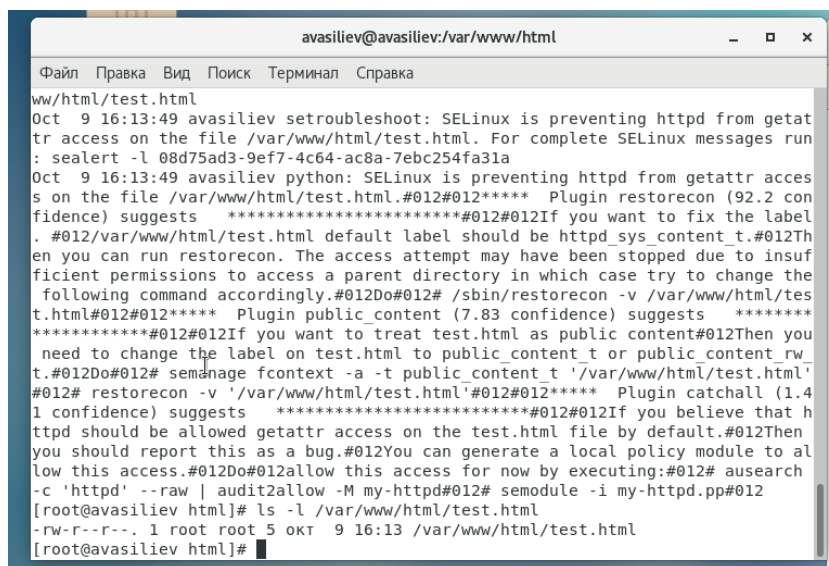 avasiliev@avasiliev:/var/www/html
Файл Правка Вид Поиск Терминал Справка
ww/html/test.html
Oct  9 16:13:49 avasiliev setroubleshoot: SELinux is preventing httpd from getat
tr access on the file /var/www/html/test.html. For complete SELinux messages run
: sealert -l 08d75ad3-9ef7-4c64-ac8a-7ebc254fa31a
Oct  9 16:13:49 avasiliev python: SELinux is preventing httpd from getattr acces
s on the file /var/www/html/test.html.#012#012*****  Plugin restorecon (92.2 con
fidence) suggests   ************************#012#012If you want to fix the label
. #012/var/www/html/test.html default label should be httpd_sys_content_t.#012Th
en you can run restorecon. The access attempt may have been stopped due to insuf
ficient permissions to access a parent directory in which case try to change the
 following command accordingly.#012Do#012# /sbin/restorecon -v /var/www/html/tes
t.html#012#012*****  Plugin public_content (7.83 confidence) suggests   ********
**************#012#012If you want to treat test.html as public content#012Then you
 need to change the label on test.html to public_content_t or public_content_rw_
t.#012Do#012# semanage fcontext -a -t public_content_t '/var/www/html/test.html'
#012# restorecon -v '/var/www/html/test.html'#012#012*****  Plugin catchall (1.4
1 confidence) suggests   **************************#012#012If you believe that h
ttpd should be allowed getattr access on the test.html file by default.#012Then
you should report this as a bug.#012You can generate a local policy module to al
low this access.#012Do#012allow this access for now by executing:#012# ausearch
-c 'httpd' --raw | audit2allow -M my-httpd#012# semodule -i my-httpd.pp#012
[root@avasiliev html]# ls -l /var/www/html/test.html
-rw-r--r--. 1 root root 5 окт  9 16:13 /var/www/html/test.html
[root@avasiliev html]#